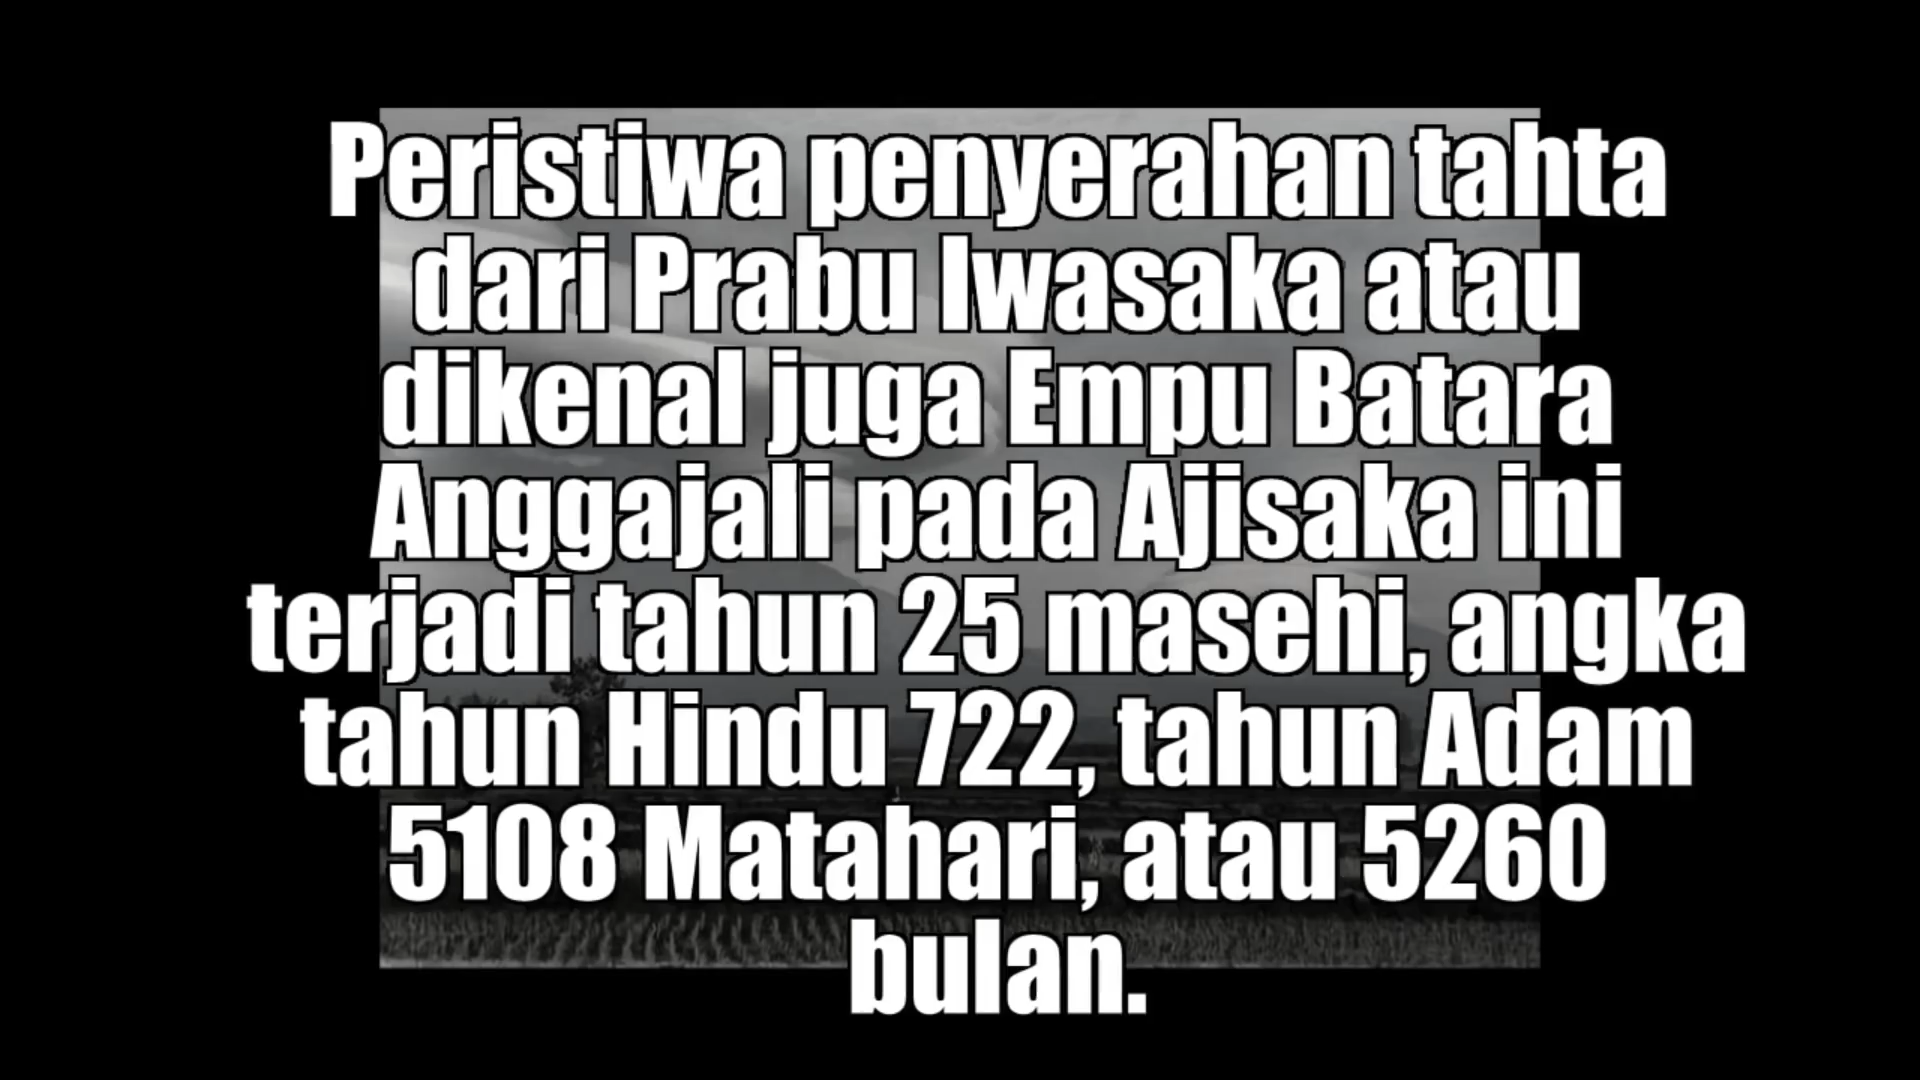 Peristiwa penyerahan tahta
dari Prabu Iwasaka atau
dikenal juga Empu Batara
Anggajali pada Ajisaka ini
terjadi tahun 25 masehi, angka
tahun Hindu 722, tahun Adam
5108 Matahari, atau 5260
bulan.